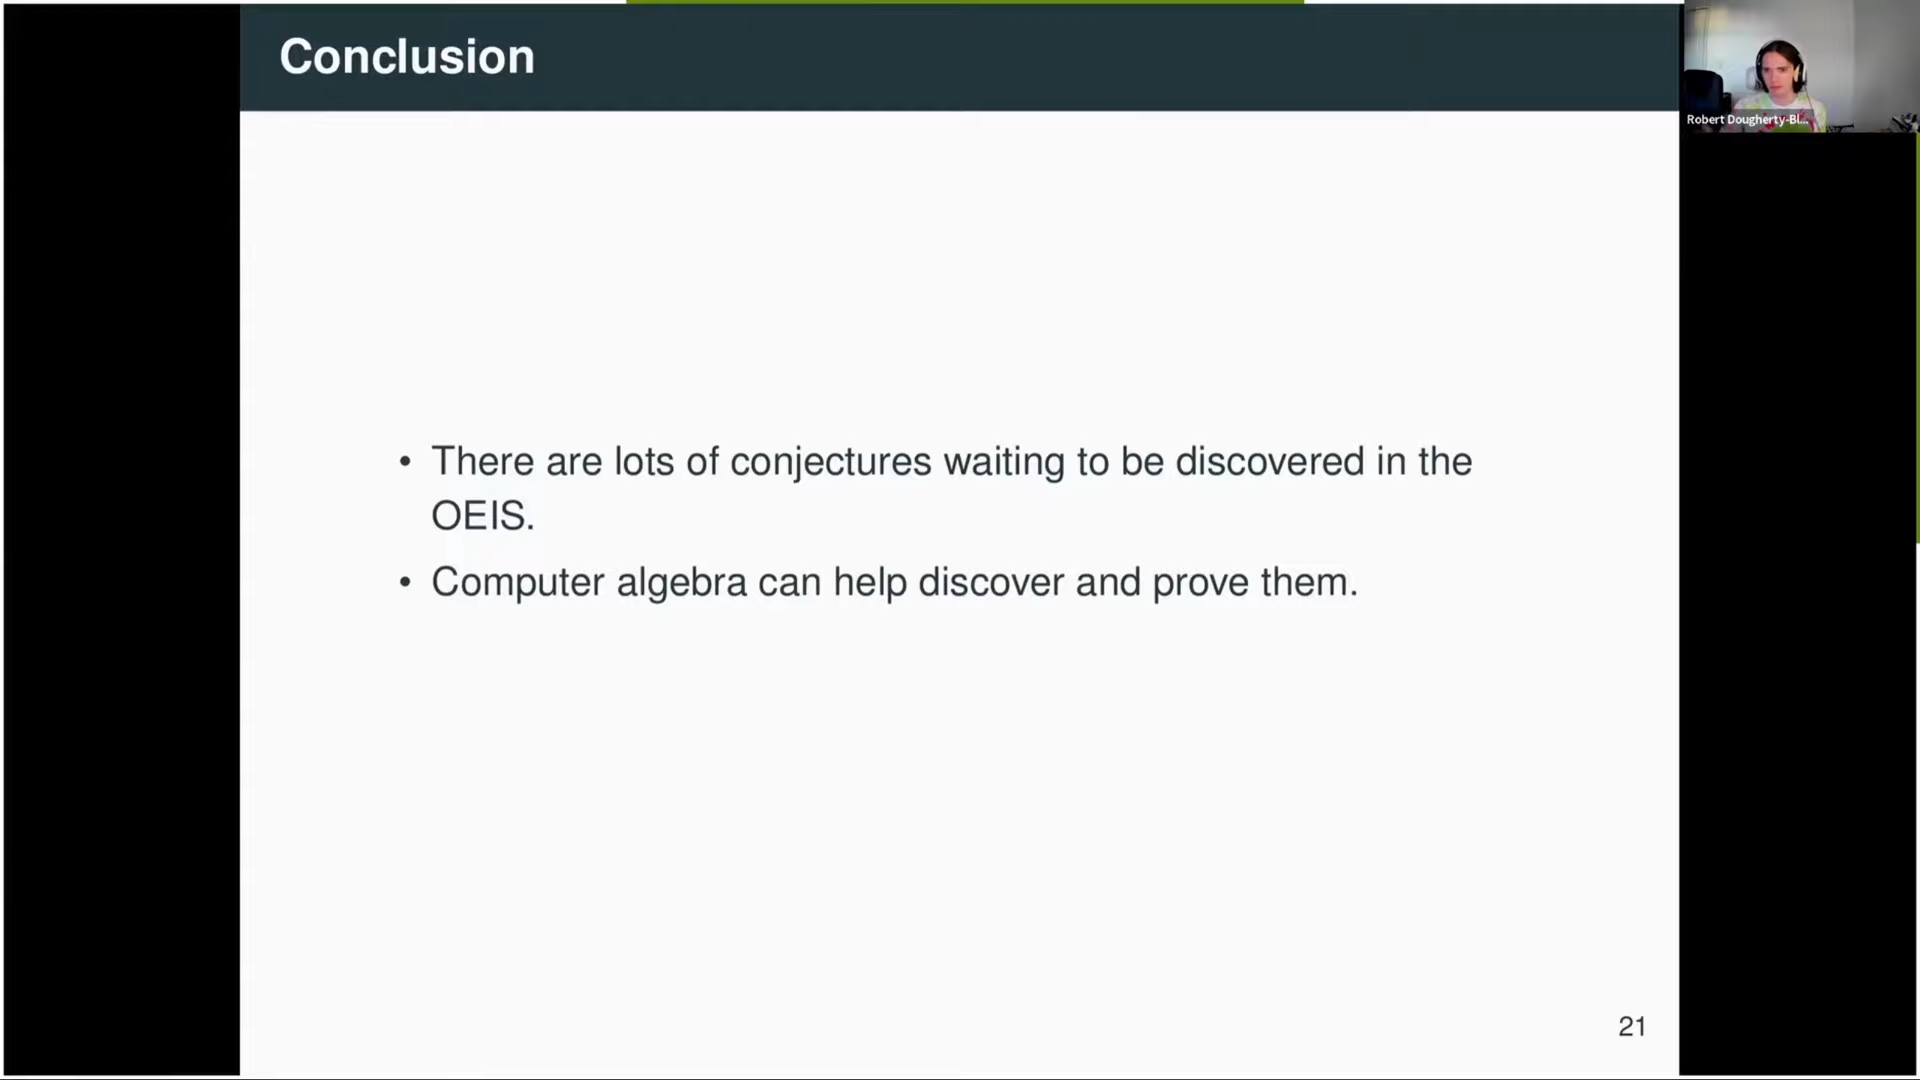 Conclusion
Robert Dougherty-Bl...
• There are lots of conjectures waiting to be discovered in the
OEIS.
• Computer algebra can help discover and prove them.
21